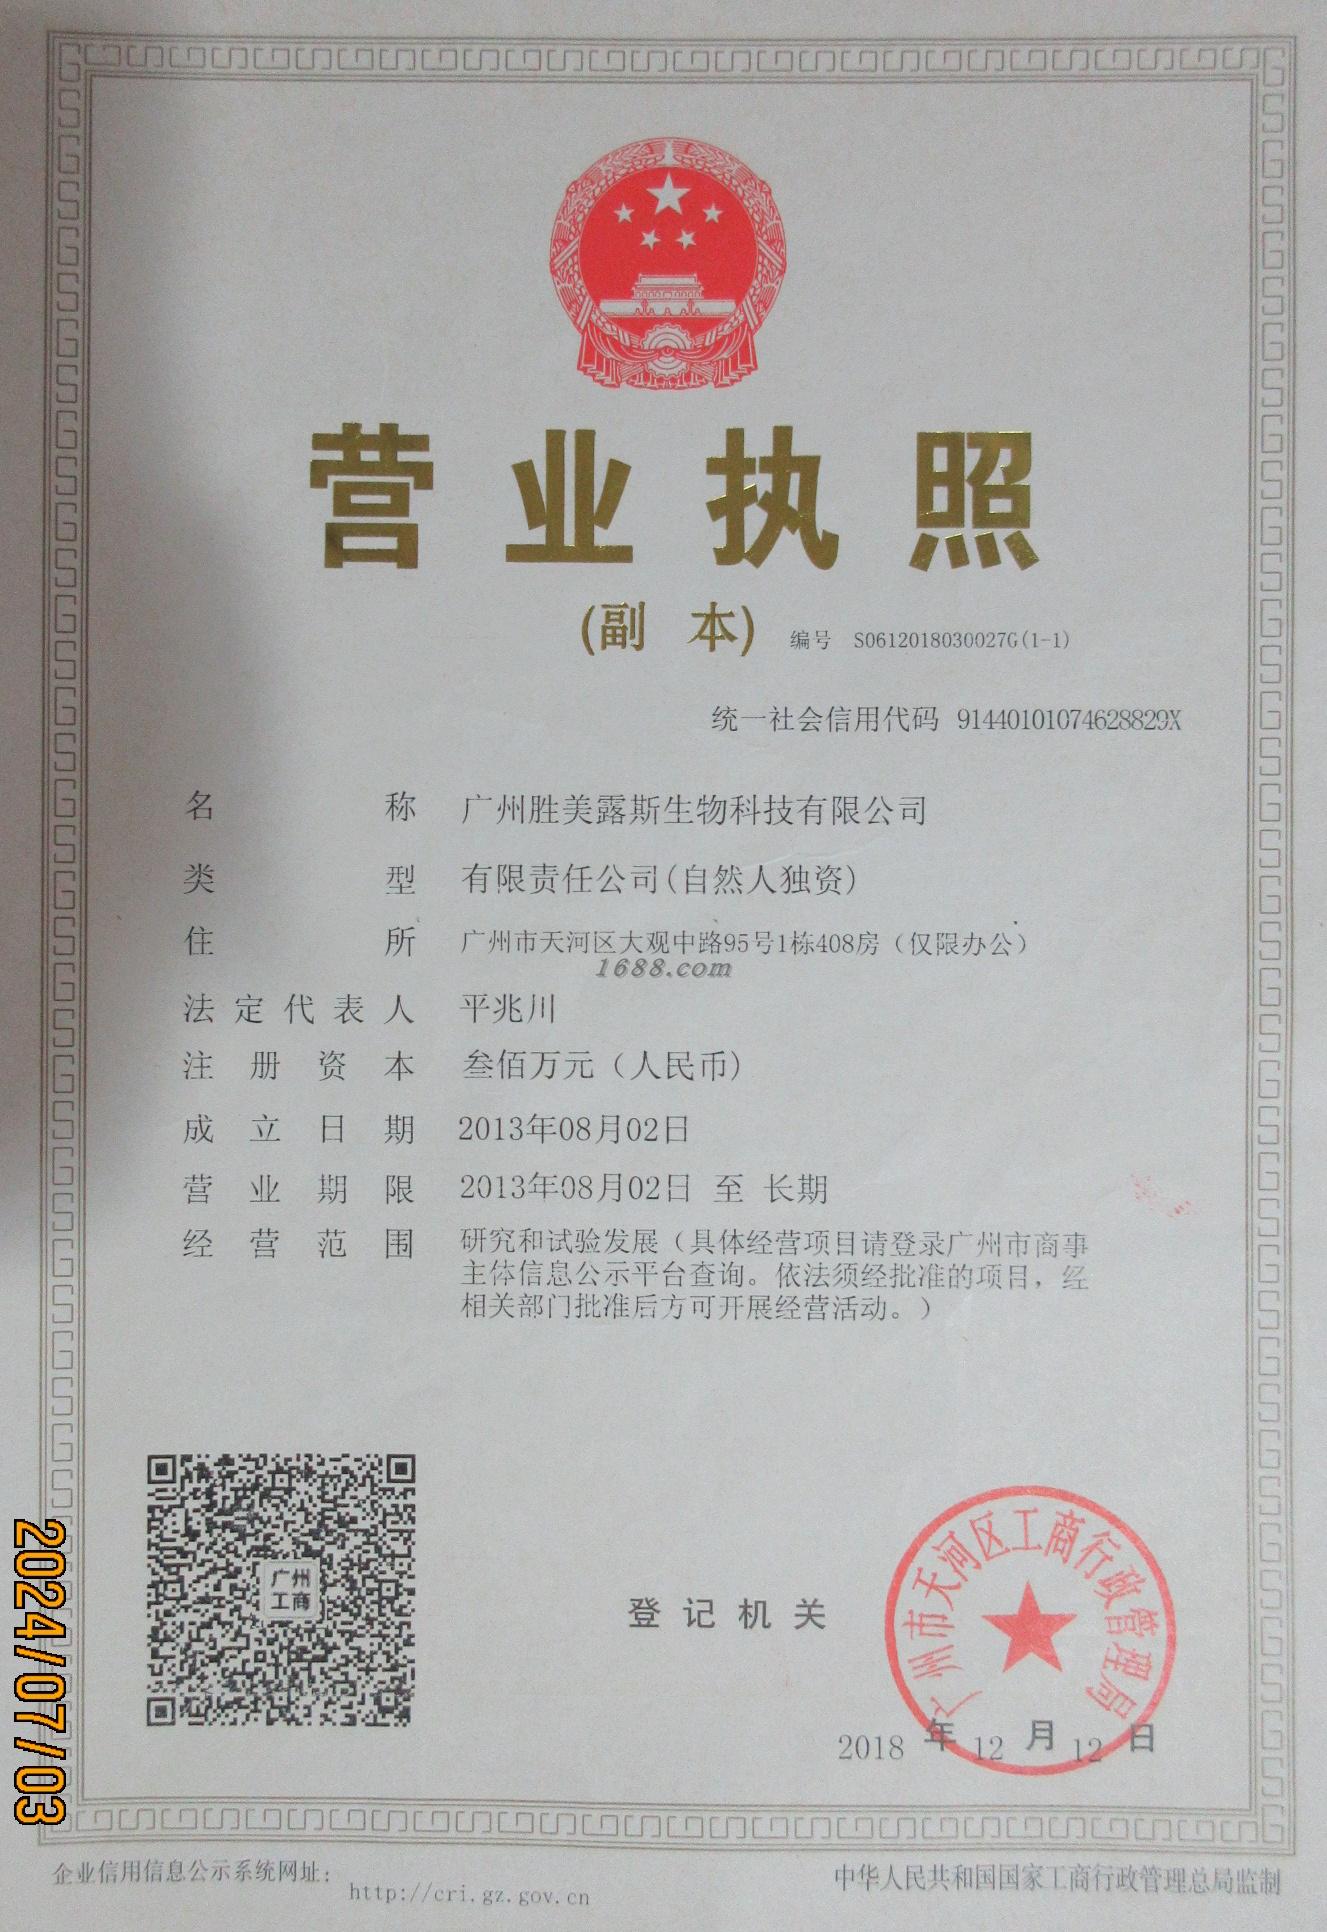 营业执照
(副 本)
编号 S0612018030027G(1-1)
统一社会信用代码 91440101074628829X
名称 广州胜美露斯生物科技有限公司
类型 有限责任公司(自然人独资)
住所 广州市天河区大观中路95号1栋408房（仅限办公）
1688.com
法定代表人 平兆川
注册资本 叁佰万元（人民币）
成立日期 2013年08月02日
营业期限 2013年08月02日 至 长期
经营范围 研究和试验发展（具体经营项目请登录广州市商事
主体信息公示平台查询。依法须经批准的项目，经
相关部门批准后方可开展经营活动。）
广州
工商
登记机关
广州市天河区工商行政管理局
2018 年 12 月 12 日
2024/07/03
企业信用信息公示系统网址：
http://cri.gz.gov.cn
中华人民共和国国家工商行政管理总局监制